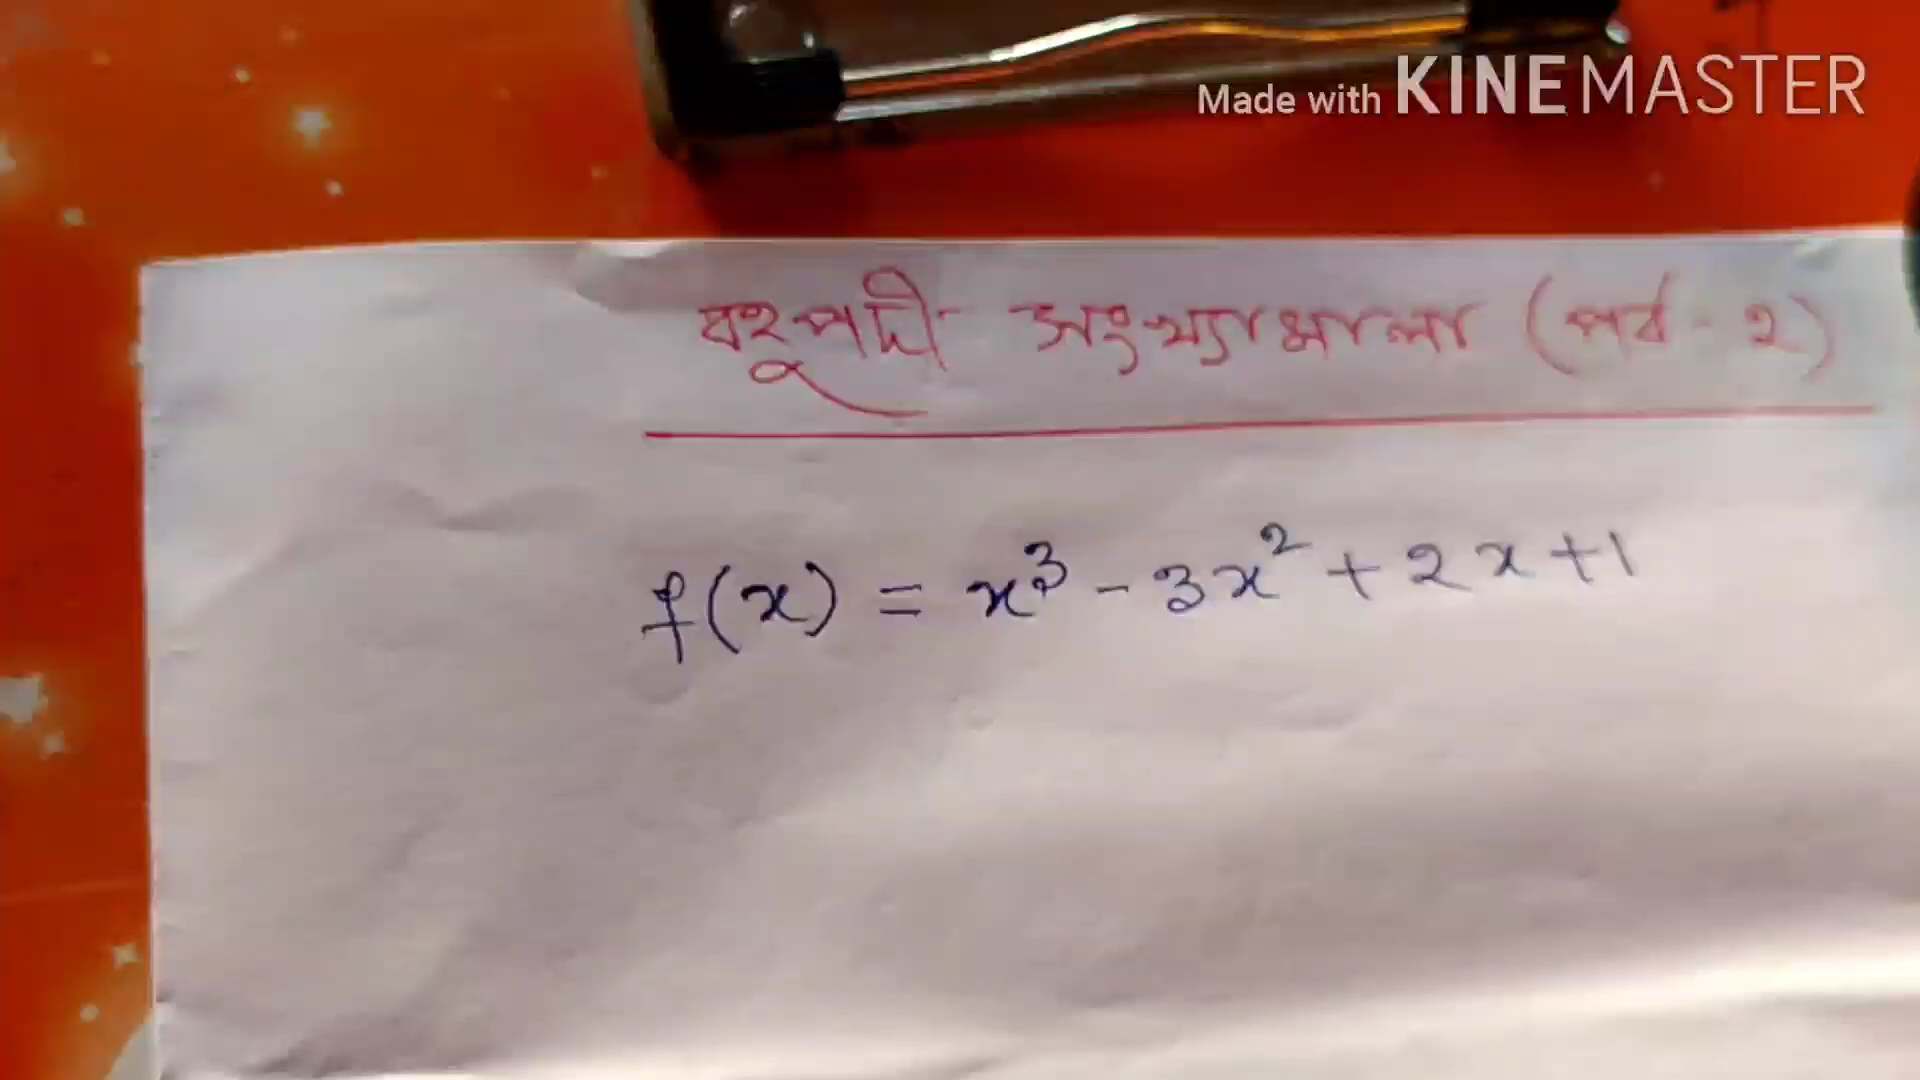 Made with KINEMASTER
বহুপদী সংখ্যামালা (পর্ব - ২)
f(x) = x³ - 3x² + 2x + 1